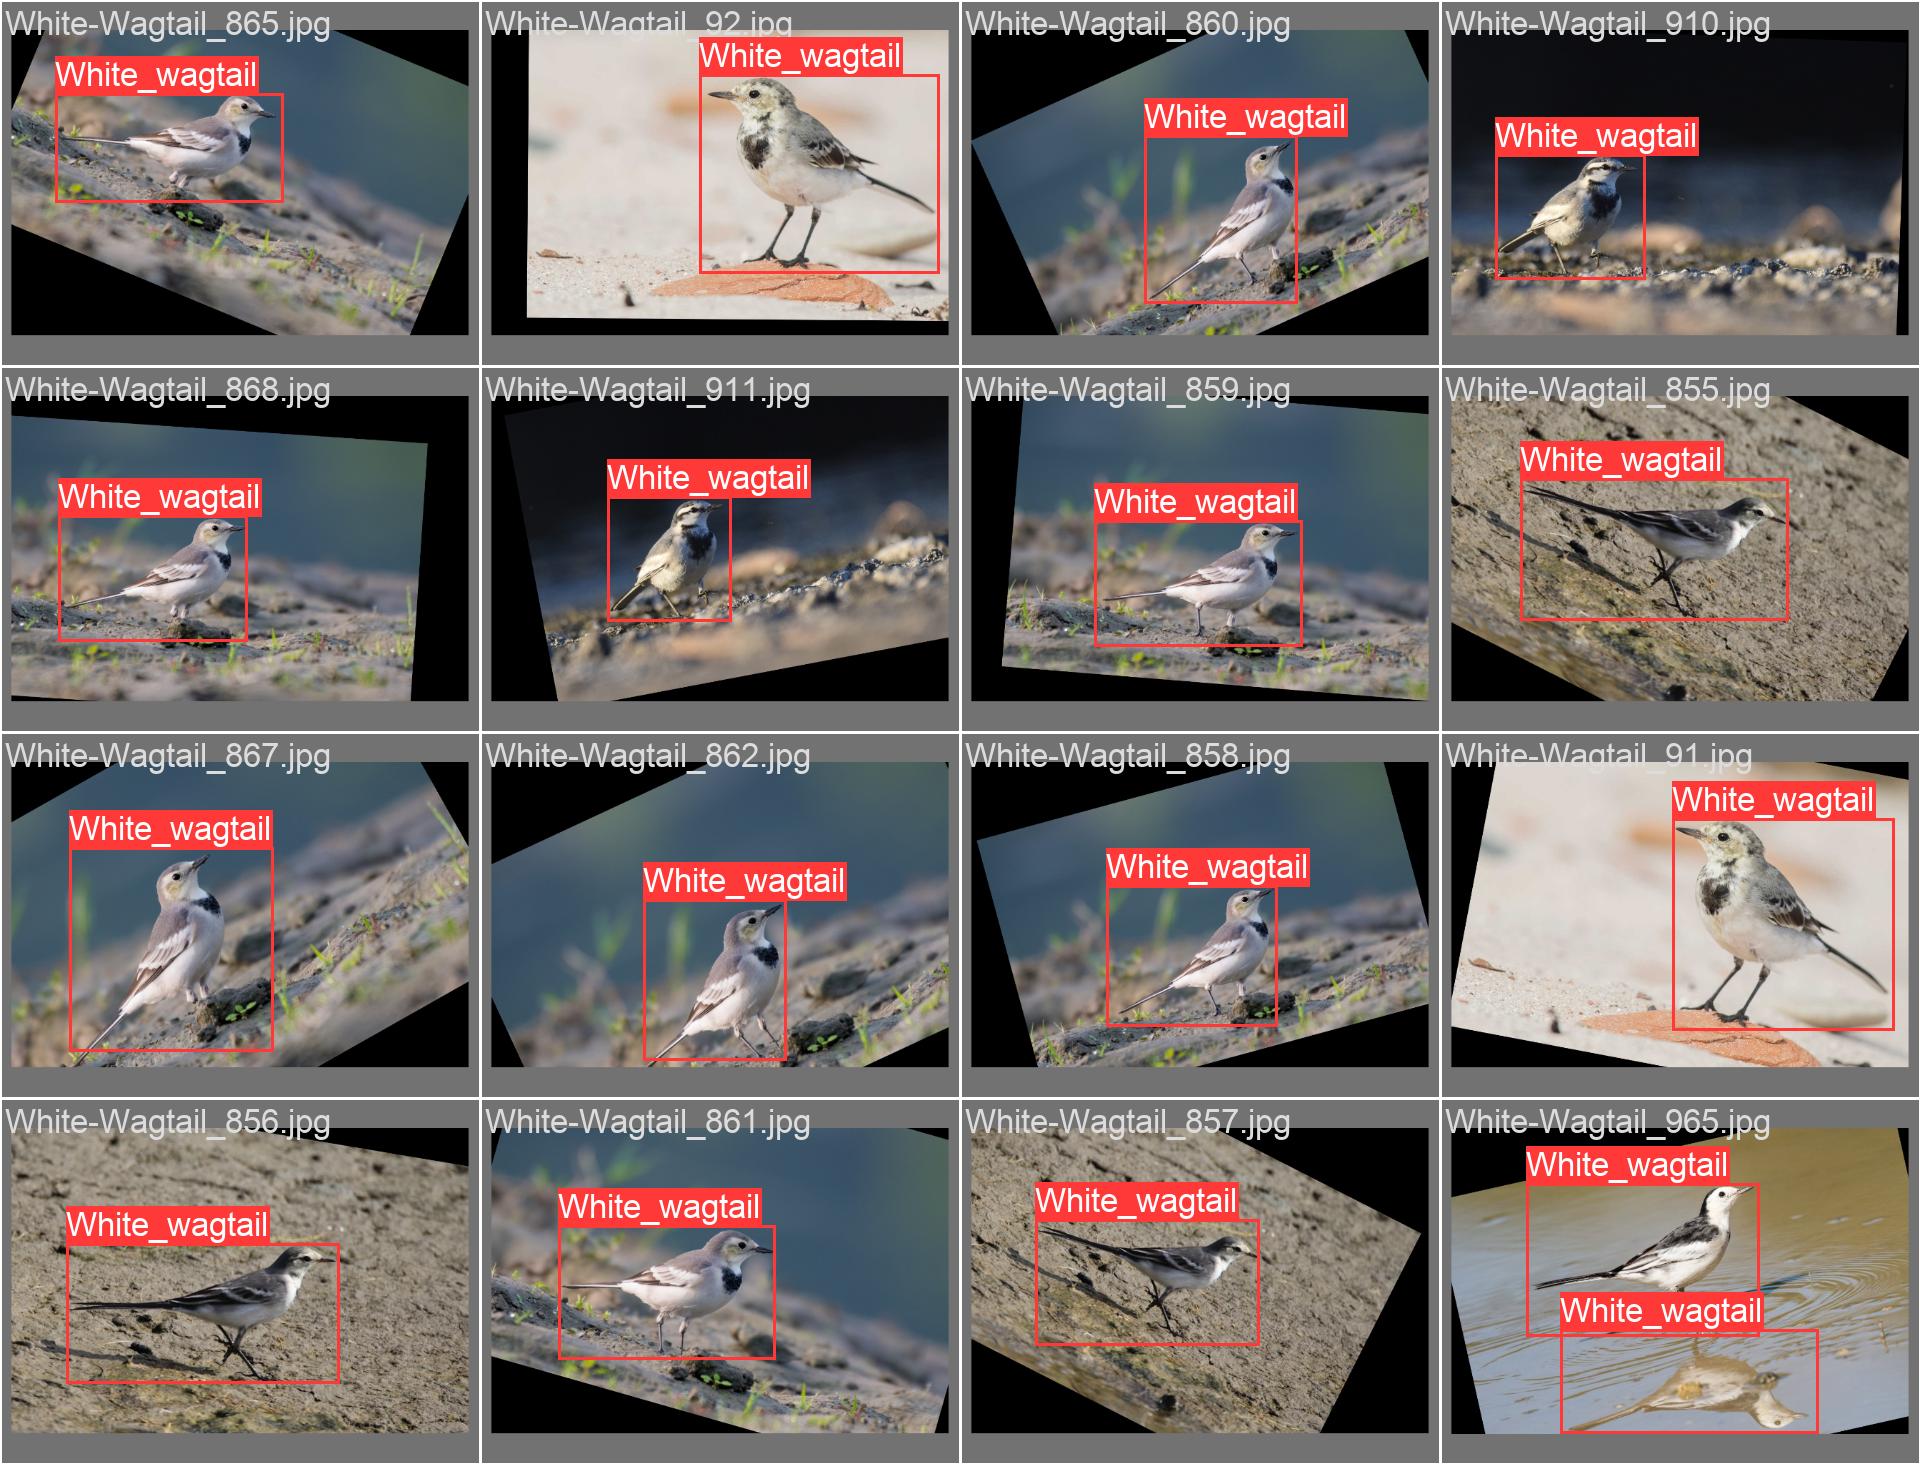 White-Wagtail_865.jpg
White_wagtail
White-Wagtail_92.jpg
White_wagtail
White-Wagtail_860.jpg
White_wagtail
White-Wagtail_910.jpg
White_wagtail
White-Wagtail_868.jpg
White_wagtail
White-Wagtail_911.jpg
White_wagtail
White-Wagtail_859.jpg
White_wagtail
White-Wagtail_855.jpg
White_wagtail
White-Wagtail_867.jpg
White_wagtail
White-Wagtail_862.jpg
White_wagtail
White-Wagtail_858.jpg
White_wagtail
White-Wagtail_91.jpg
White_wagtail
White-Wagtail_856.jpg
White_wagtail
White-Wagtail_861.jpg
White_wagtail
White-Wagtail_857.jpg
White_wagtail
White-Wagtail_965.jpg
White_wagtail
White_wagtail